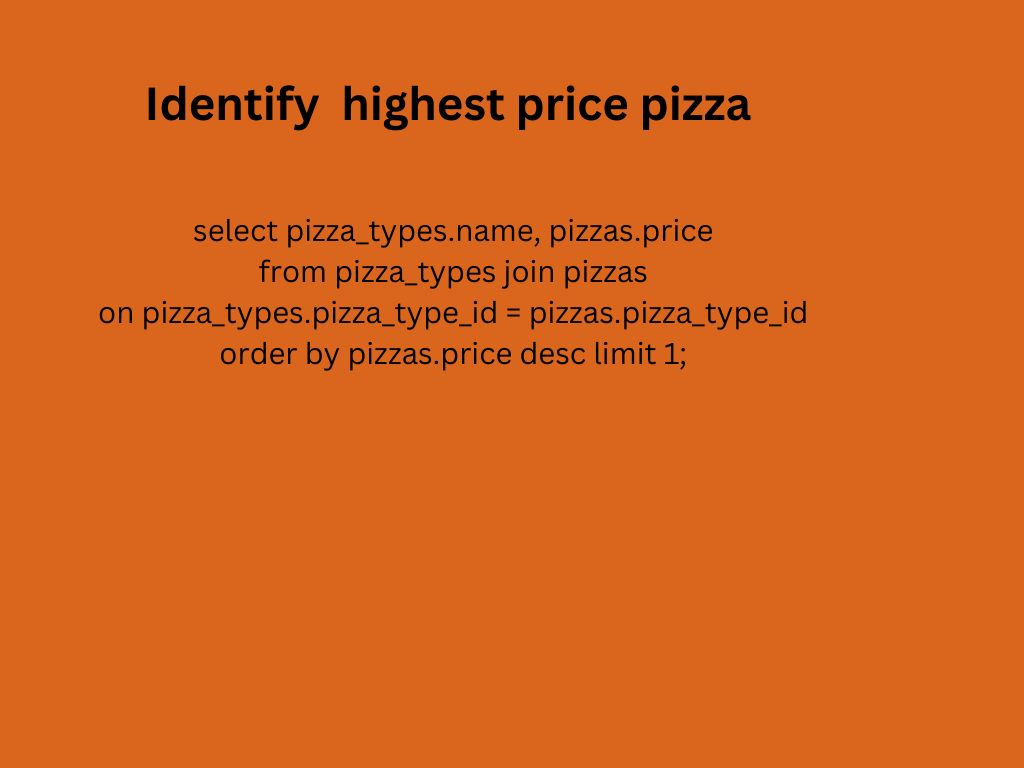 Identify  highest price pizza
select pizza_types.name, pizzas.price
from pizza_types join pizzas
on pizza_types.pizza_type_id = pizzas.pizza_type_id
order by pizzas.price desc limit 1;